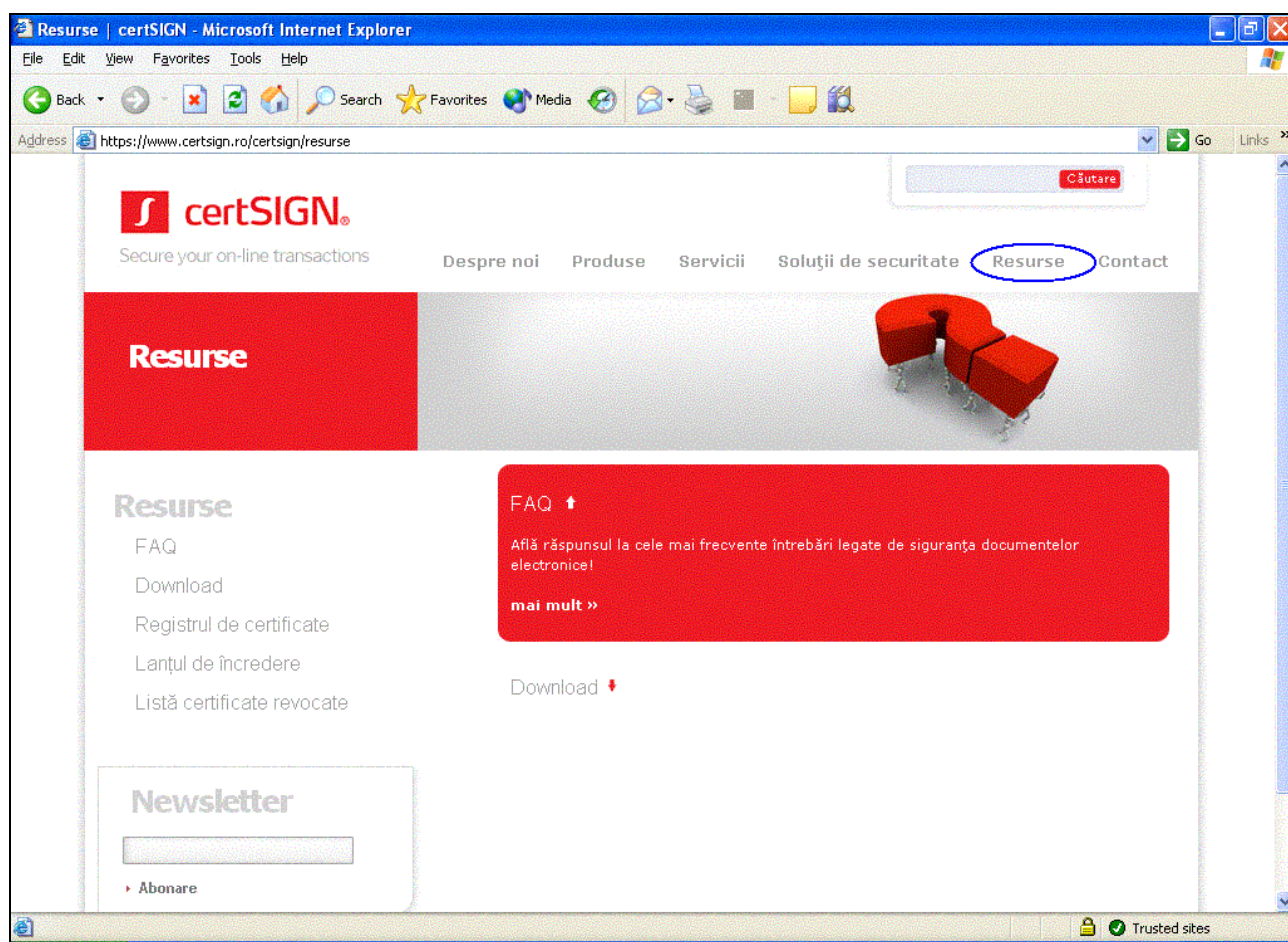 Resurse | certSIGN - Microsoft Internet Explorer
File Edit View Favorites Tools Help
Back Search Favorites Media
Address https://www.certsign.ro/certsign/resurse Go Links »
Căutare
certSIGN®
Secure your on-line transactions
Despre noi Produse Servicii Soluţii de securitate Resurse Contact
Resurse
Resurse
FAQ
Download
Registrul de certificate
Lanțul de încredere
Listă certificate revocate
FAQ
Află răspunsul la cele mai frecvente întrebări legate de siguranţa documentelor
electronice!
mai mult »
Download
Newsletter
Abonare
Trusted sites